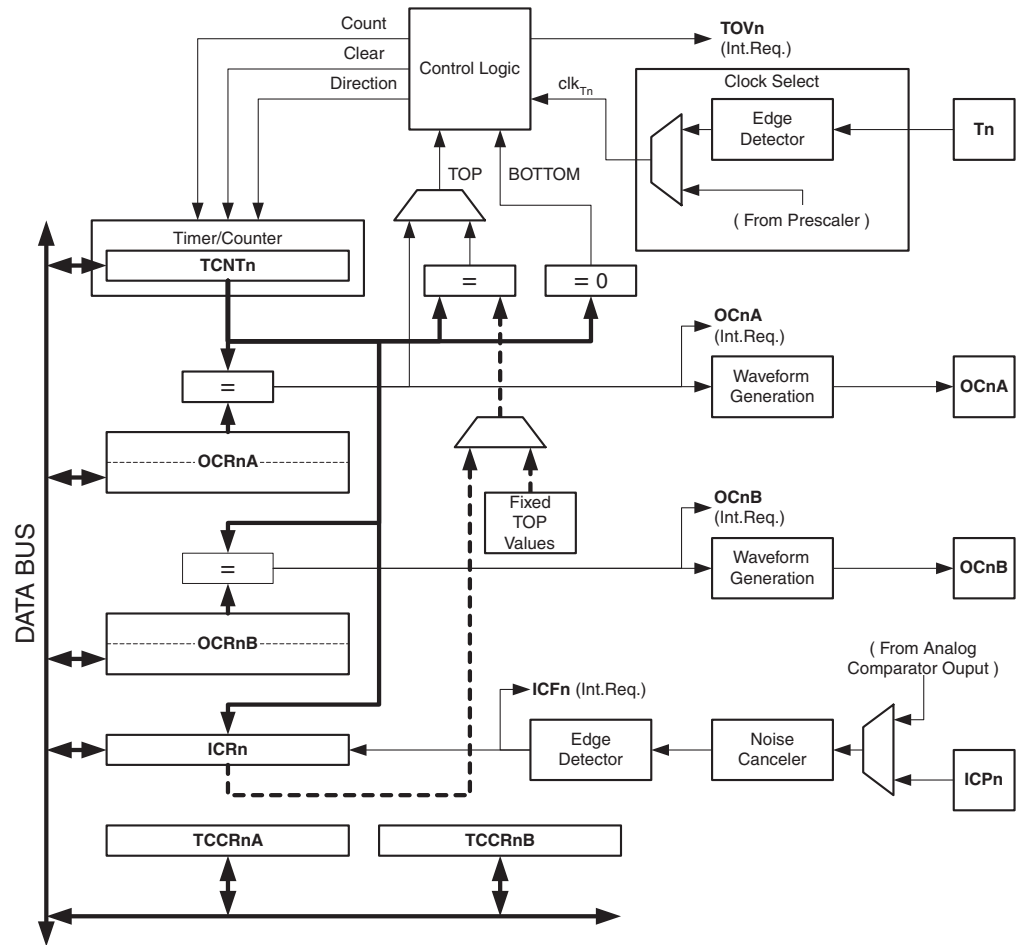 Count
Clear
Direction
Control Logic
TOVn
(Int.Req.)
clkTn
Clock Select
Edge
Detector
Tn
( From Prescaler )
TOP
BOTTOM
Timer/Counter
TCNTn
=
= 0
OCnA
(Int.Req.)
=
Waveform
Generation
OCnA
OCRnA
Fixed
TOP
Values
OCnB
(Int.Req.)
=
Waveform
Generation
OCnB
OCRnB
DATA BUS
( From Analog
Comparator Ouput )
ICFn (Int.Req.)
ICRn
Edge
Detector
Noise
Canceler
ICPn
TCCRnA
TCCRnB